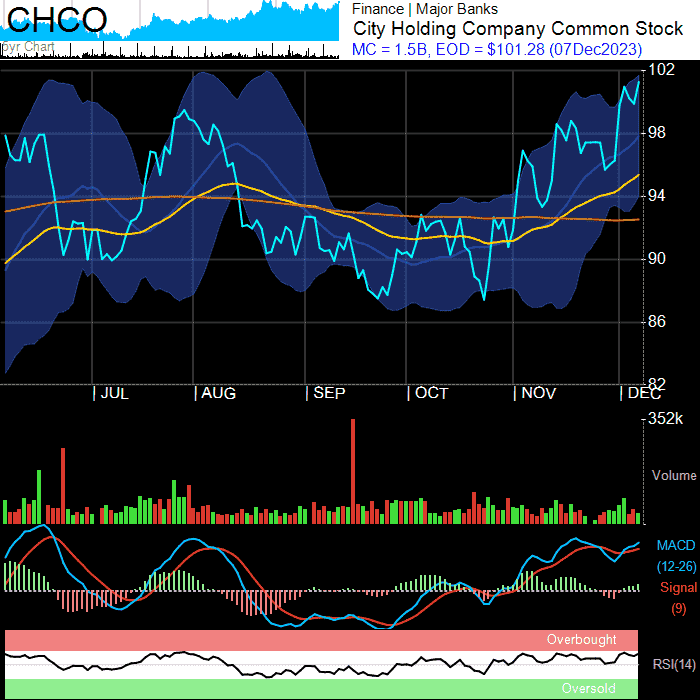 CHCO
5yr Chart
Finance | Major Banks
City Holding Company Common Stock
MC = 1.5B, EOD = $101.28 (07Dec2023)
102
98
94
90
86
82
JUL
AUG
SEP
OCT
NOV
DEC
352k
Volume
MACD
(12-26)
Signal
(9)
Overbought
RSI(14)
Oversold